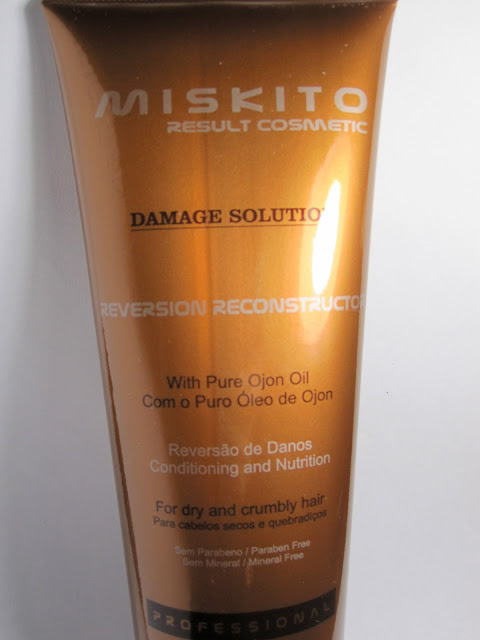 MISKITO
RESULT COSMETIC
DAMAGE SOLUTION
REVERSION RECONSTRUCTOR
With Pure Ojon Oil
Com o Puro Óleo de Ojon
Reversão de Danos
Conditioning and Nutrition
For dry and crumbly hair
Para cabelos secos e quebradiços
Sem Parabeno / Paraben Free
Sem Mineral / Mineral Free
PROFESSIONAL